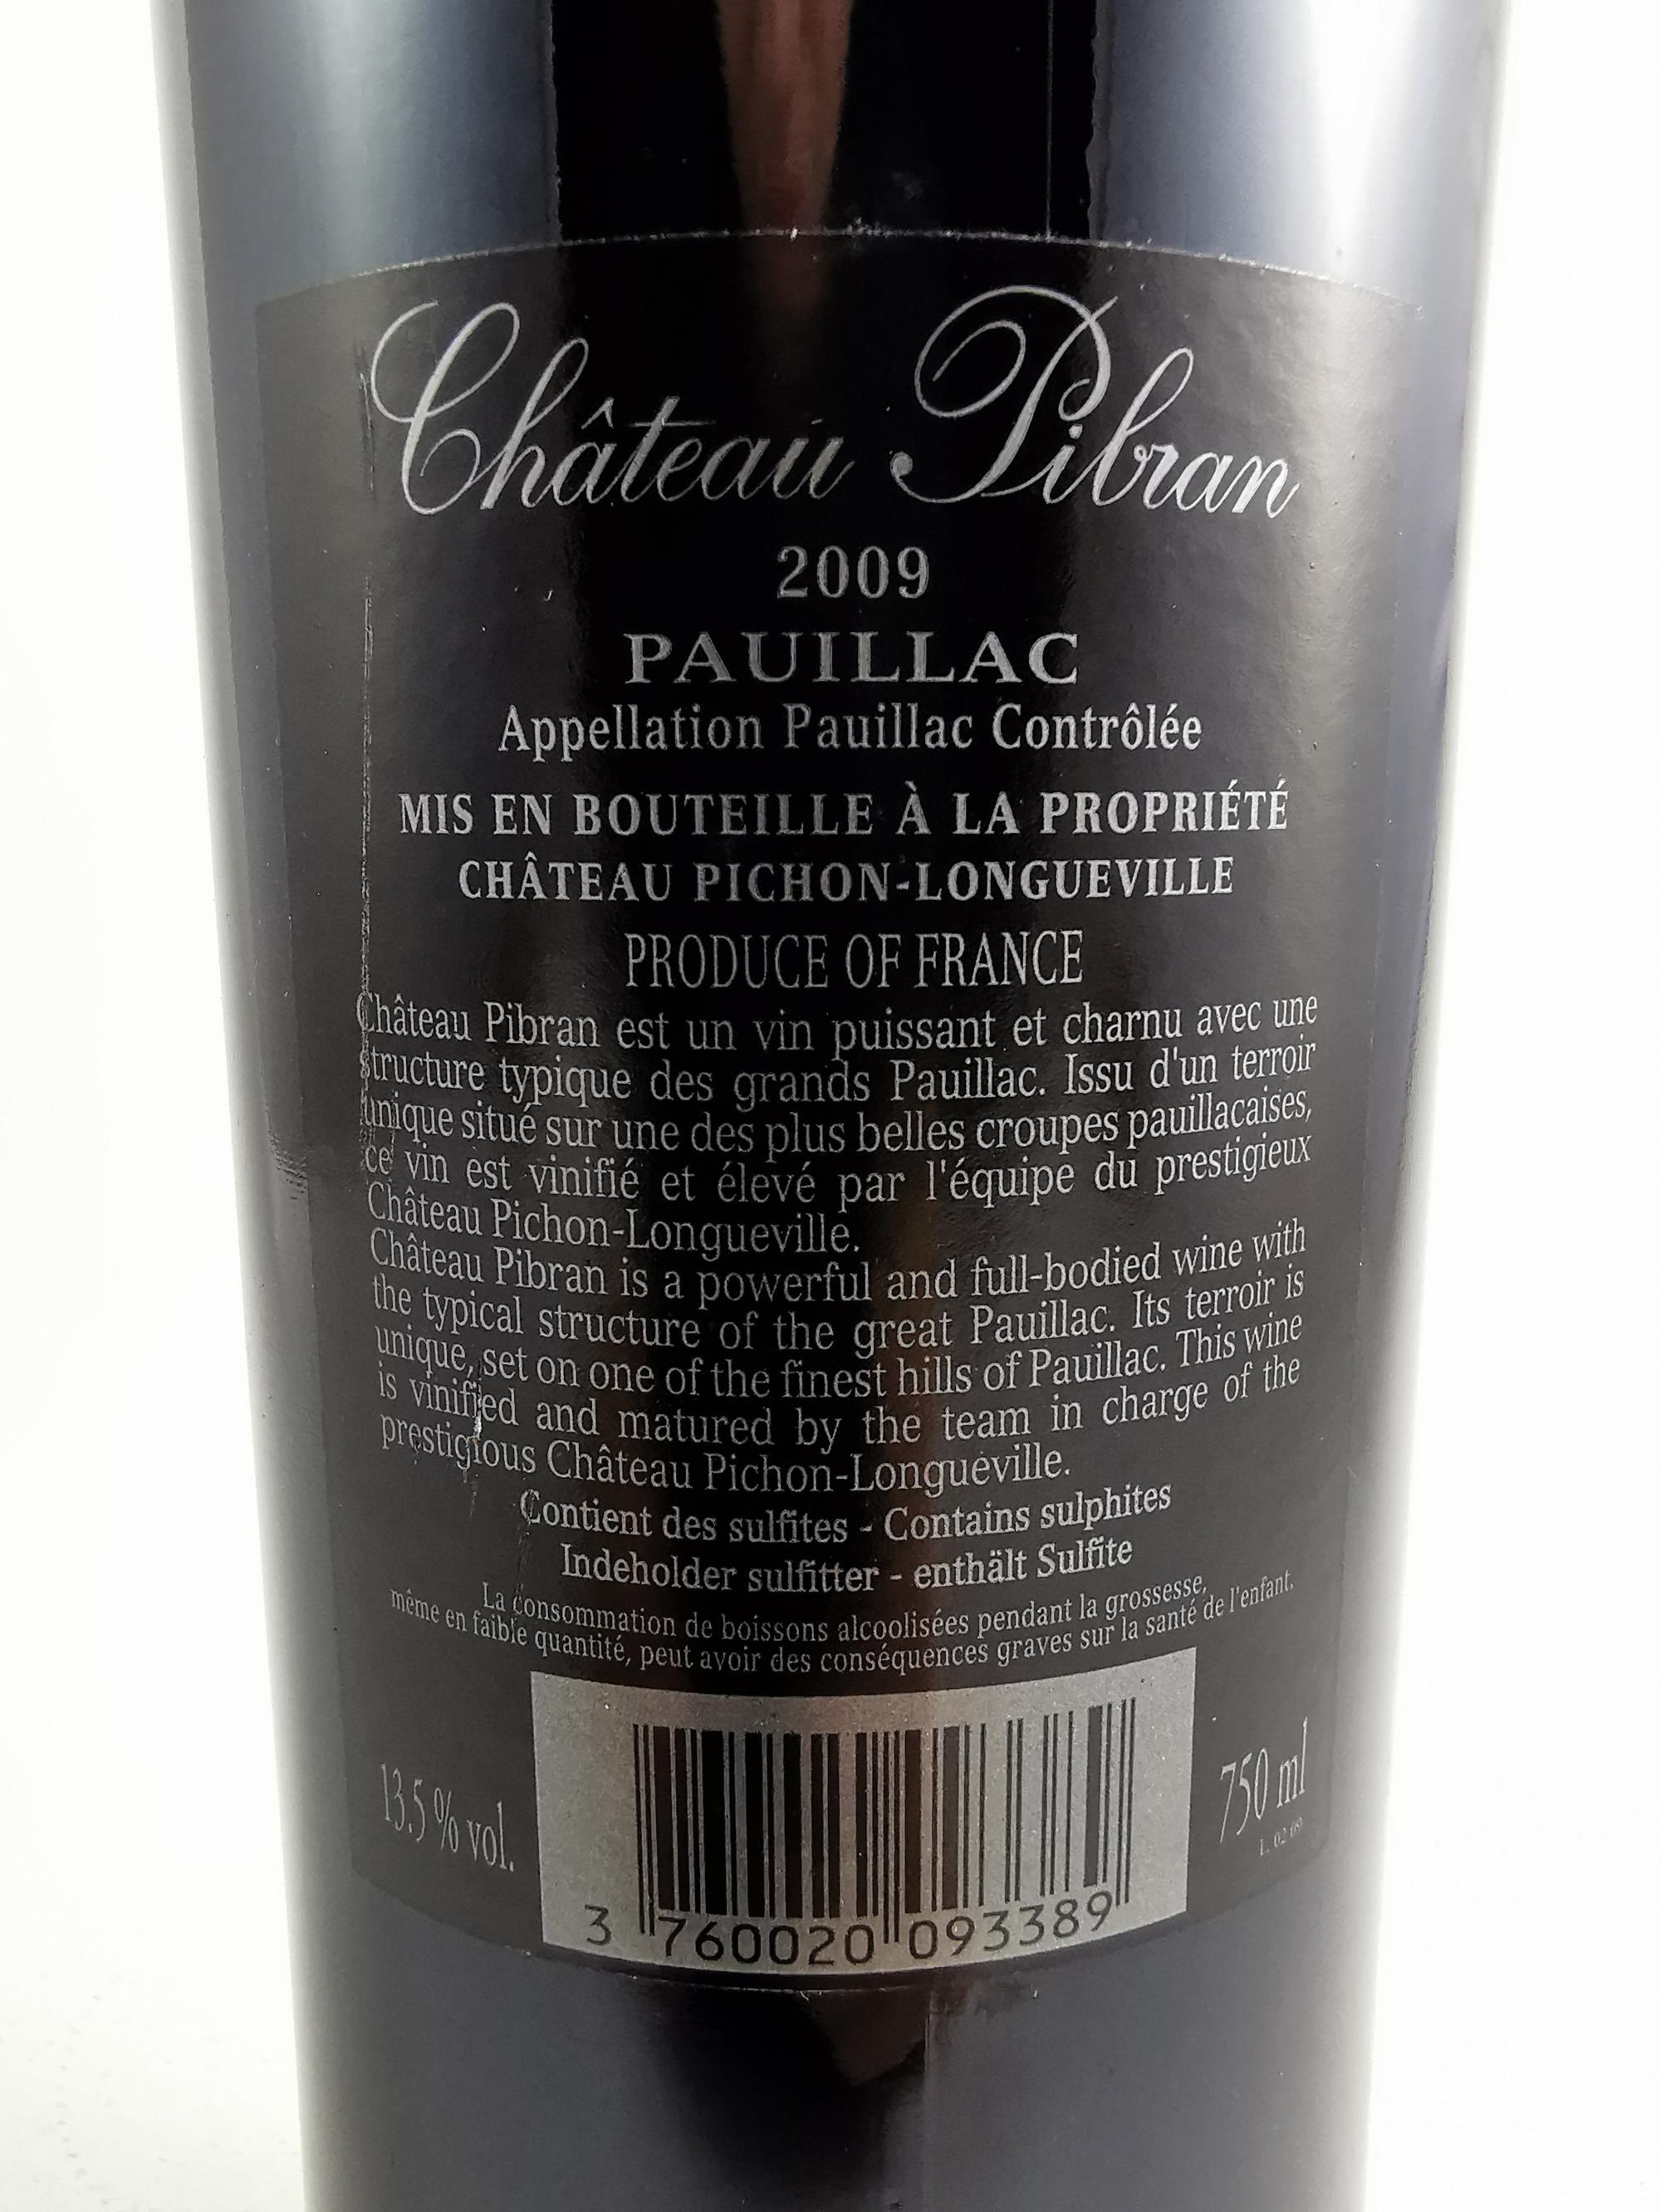 Château Pibran
2009
PAUILLAC
Appellation Pauillac Contrôlée
MIS EN BOUTEILLE À LA PROPRIÉTÉ
CHÂTEAU PICHON-LONGUEVILLE
PRODUCE OF FRANCE
Château Pibran est un vin puissant et charnu avec une
structure typique des grands Pauillac. Issu d'un terroir
unique situé sur une des plus belles croupes pauillacaises,
ce vin est vinifié et élevé par l'équipe du prestigieux
Château Pichon-Longueville.
Château Pibran is a powerful and full-bodied wine with
the typical structure of the great Pauillac. Its terroir is
unique, set on one of the finest hills of Pauillac. This wine
is vinified and matured by the team in charge of the
prestigious Château Pichon-Longueville.
Contient des sulfites - Contains sulphites
Indeholder sulfitter - enthält Sulfite
La consommation de boissons alcoolisées pendant la grossesse,
même en faible quantité, peut avoir des conséquences graves sur la santé de l'enfant.
13.5 % vol.
750 ml
L. 02 09
3 760020 093389